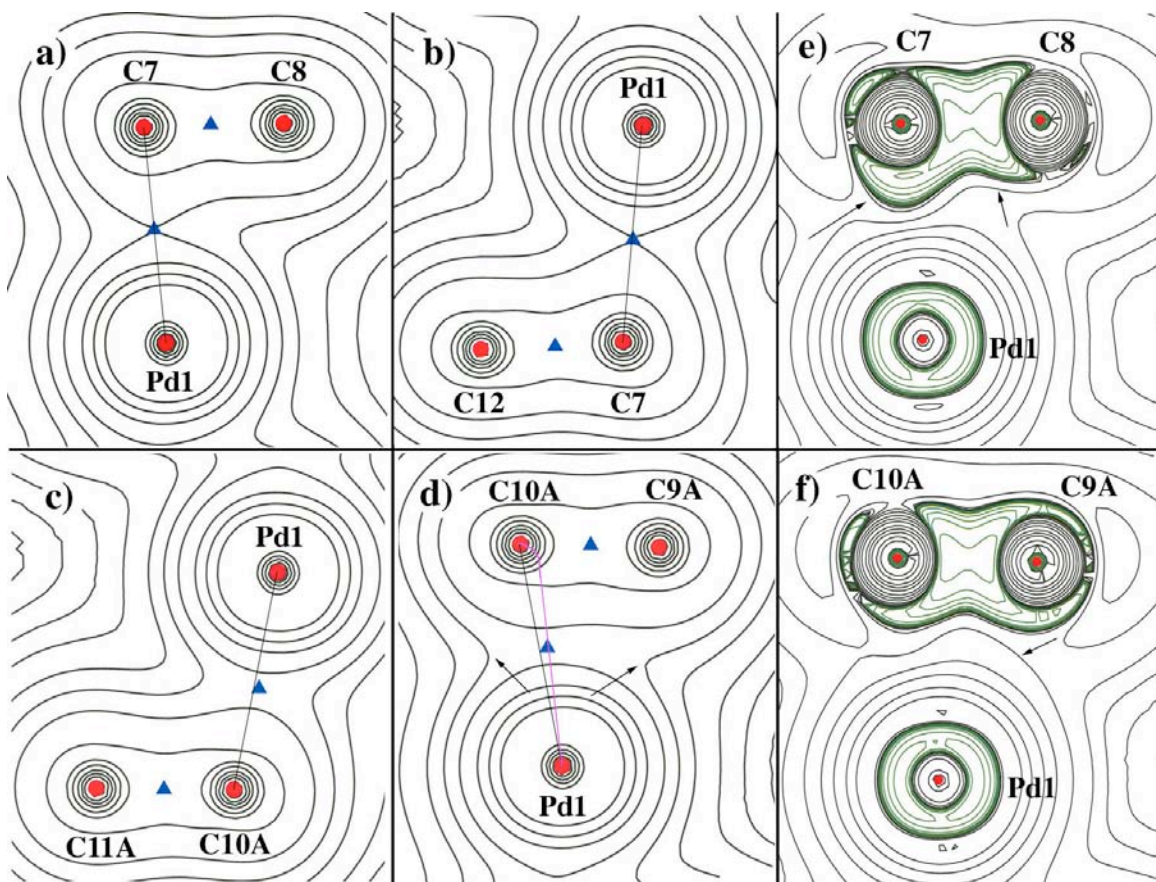 a)
C7 C8
Pd1
b)
Pd1
C12 C7
e)
C7 C8
Pd1
c)
Pd1
C11A C10A
d)
C10A C9A
Pd1
f)
C10A C9A
Pd1